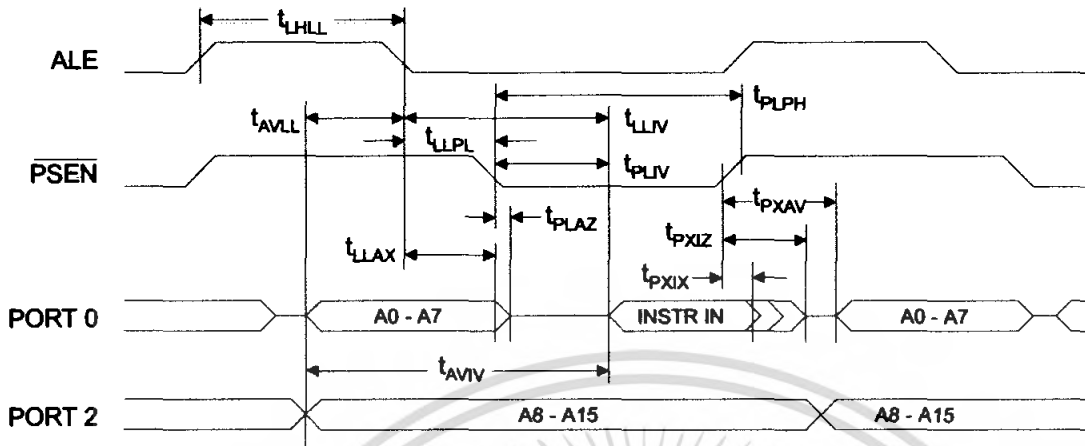 tLHLL
ALE
tPLPH
tAVLL
tLLIV
tLLPL
PSEN
tPLIV
tPXAV
tPLAZ
tPXIZ
tLLAX
tPXIX
PORT 0
A0 - A7
INSTR IN
A0 - A7
tAVIV
PORT 2
A8 - A15
A8 - A15